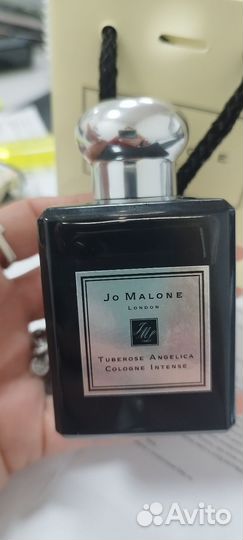 Jo Malone
London
Tuberose Angelica
Cologne Intense
Avito